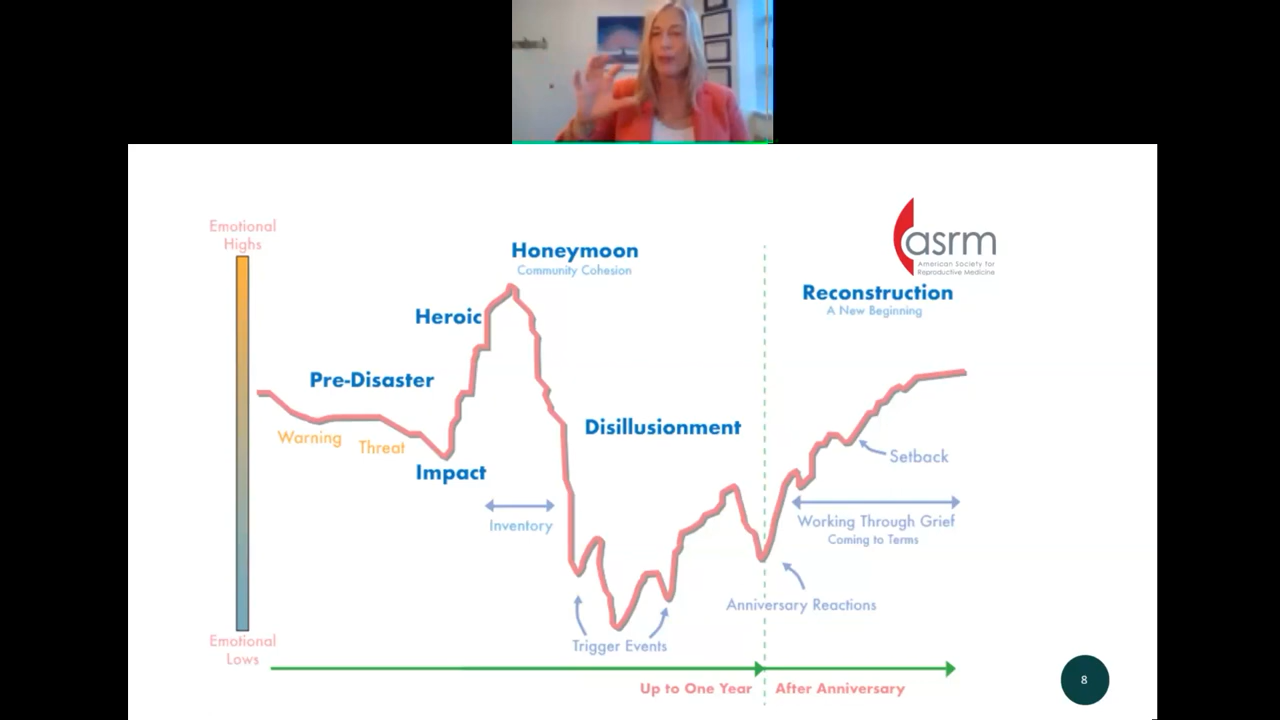 Emotional
Highs
Honeymoon
Community Cohesion
asrm
American Society for
Reproductive Medicine
Reconstruction
A New Beginning
Heroic
Pre-Disaster
Warning
Threat
Impact
Disillusionment
Setback
Inventory
Working Through Grief
Coming to Terms
Anniversary Reactions
Trigger Events
Emotional
Lows
Up to One Year
After Anniversary
8